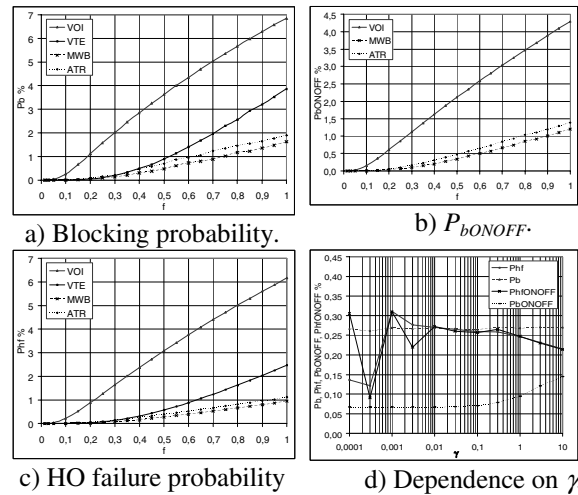 Pb %
7
6
5
4
3
2
1
0
VOI
VTE
MWB
ATR
0 0,1 0,2 0,3 0,4 0,5 0,6 0,7 0,8 0,9 1
f
a) Blocking probability.
PbONOFF %
4,5
4,0
3,5
3,0
2,5
2,0
1,5
1,0
0,5
0,0
VOI
MWB
ATR
0 0,1 0,2 0,3 0,4 0,5 0,6 0,7 0,8 0,9 1
f
b) PbONOFF.
Phf %
7
6
5
4
3
2
1
0
VOI
VTE
MWB
ATR
0 0,1 0,2 0,3 0,4 0,5 0,6 0,7 0,8 0,9 1
f
c) HO failure probability
Pb, Phf, PbONOFF, PhfONOFF %
0,45
0,40
0,35
0,30
0,25
0,20
0,15
0,10
0,05
0,00
Phf
Pb
PhfONOFF
PbONOFF
0,0001 0,001 0,01 0,1 1 10
γ
d) Dependence on γ